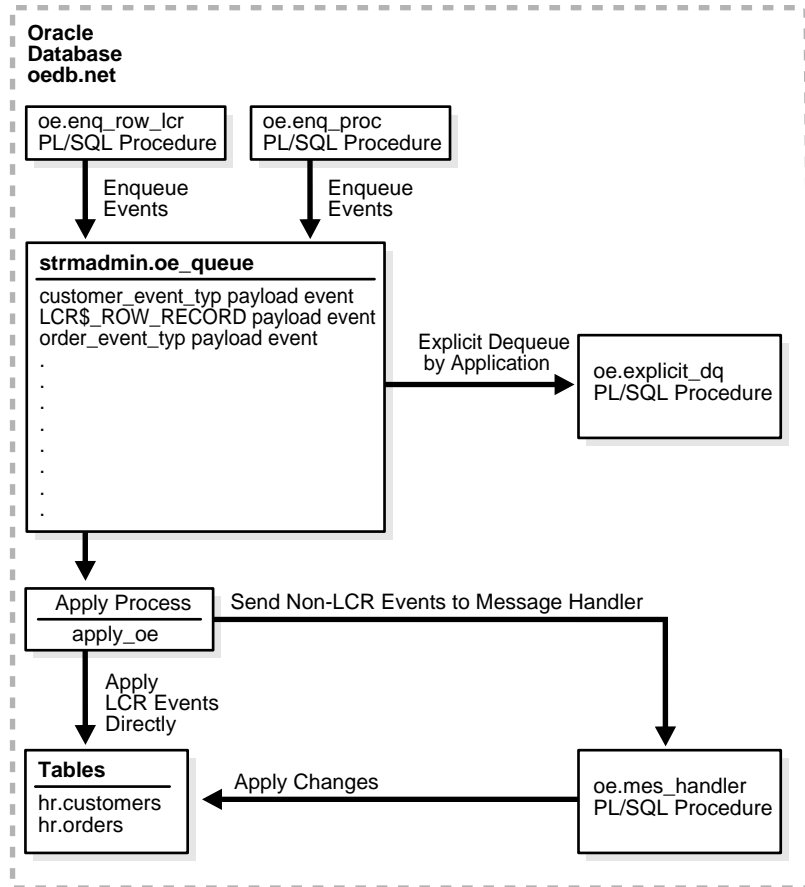 Oracle
Database
oedb.net
oe.enq_row_lcr
PL/SQL Procedure
oe.enq_proc
PL/SQL Procedure
Enqueue
Events
Enqueue
Events
strmadmin.oe_queue
customer_event_typ payload event
LCR$_ROW_RECORD payload event
order_event_typ payload event
.
.
.
.
.
.
.
.
Explicit Dequeue
by Application
oe.explicit_dq
PL/SQL Procedure
Apply Process
apply_oe
Send Non-LCR Events to Message Handler
Apply
LCR Events
Directly
Tables
hr.customers
hr.orders
Apply Changes
oe.mes_handler
PL/SQL Procedure